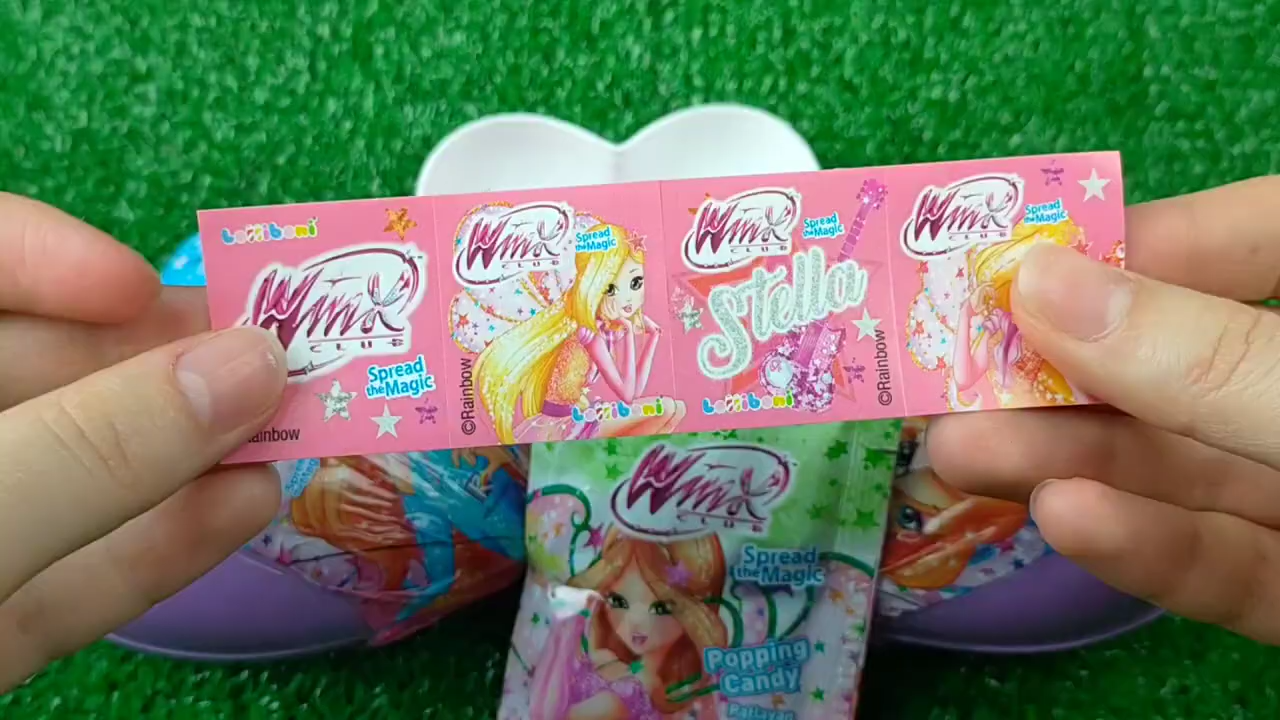 Lolliboni
Winx
CLUB
Spread
the Magic
Rainbow
Winx
CLUB
Spread
the Magic
©Rainbow
Lolliboni
Winx
CLUB
Spread
the Magic
Stella
©Rainbow
Lolliboni
Winx
CLUB
Spread
the Magic
Winx
CLUB
Spread
the Magic
Popping
Candy
Patlayan